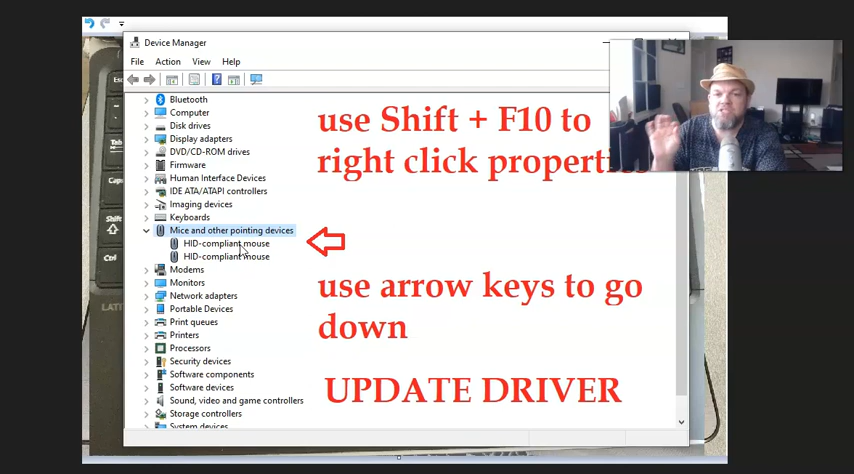 Device Manager
File Action View Help
Bluetooth
Computer
Disk drives
Display adapters
DVD/CD-ROM drives
Firmware
Human Interface Devices
IDE ATA/ATAPI controllers
Imaging devices
Keyboards
Mice and other pointing devices
HID-compliant mouse
HID-compliant mouse
Modems
Monitors
Network adapters
Portable Devices
Print queues
Printers
Processors
Security devices
Software components
Software devices
Sound, video and game controllers
Storage controllers
System devices
use Shift + F10 to
right click
use arrow keys to go
down
UPDATE DRIVER
Tab
Caps
Shift
Ctrl